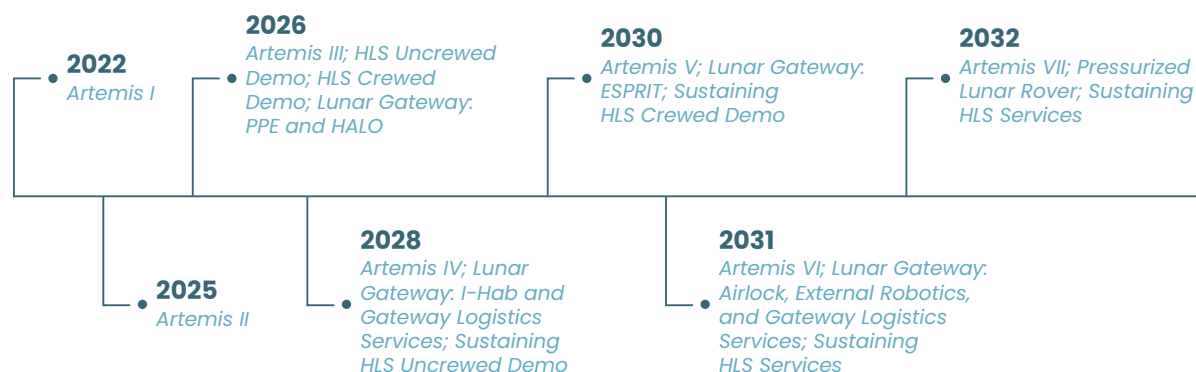 2022
Artemis I
2026
Artemis III; HLS Uncrewed
Demo; HLS Crewed
Demo; Lunar Gateway:
PPE and HALO
2030
Artemis V; Lunar Gateway:
ESPRIT; Sustaining
HLS Crewed Demo
2032
Artemis VII; Pressurized
Lunar Rover; Sustaining
HLS Services
2025
Artemis II
2028
Artemis IV; Lunar
Gateway: I-Hab and
Gateway Logistics
Services; Sustaining
HLS Uncrewed Demo
2031
Artemis VI; Lunar Gateway:
Airlock, External Robotics,
and Gateway Logistics
Services; Sustaining
HLS Services